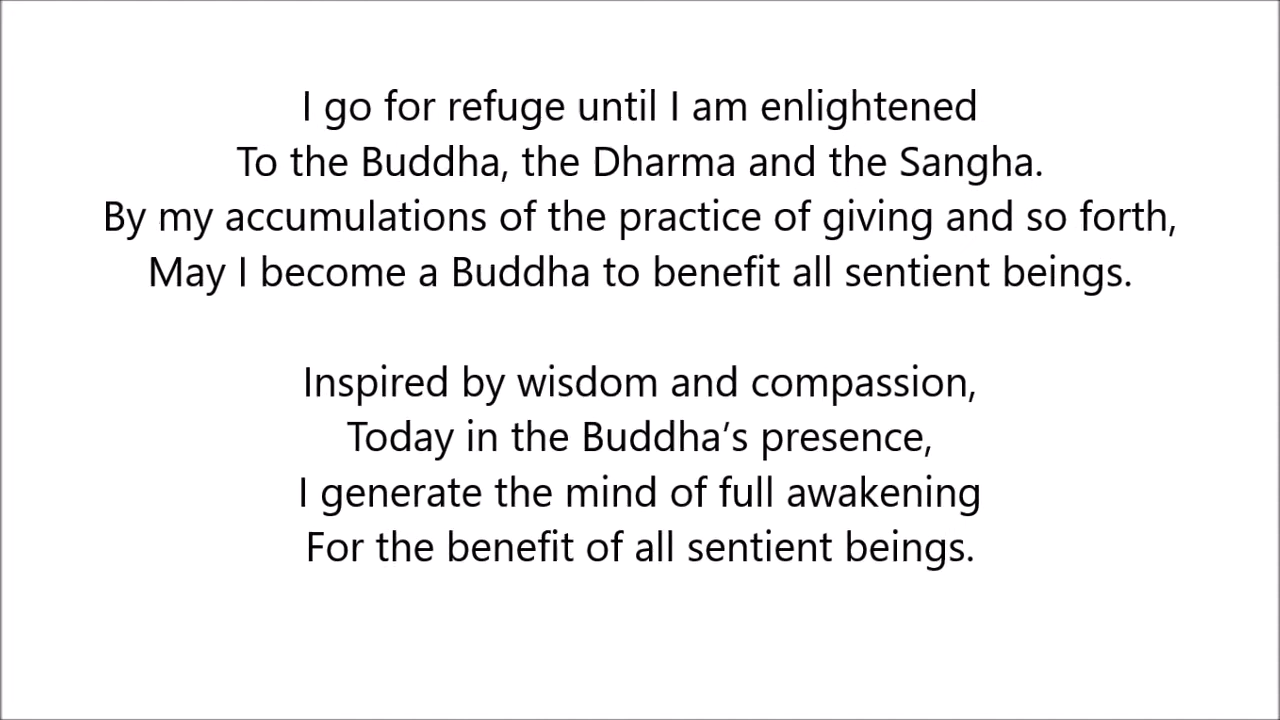 I go for refuge until I am enlightened
To the Buddha, the Dharma and the Sangha.
By my accumulations of the practice of giving and so forth,
May I become a Buddha to benefit all sentient beings.
Inspired by wisdom and compassion,
Today in the Buddha’s presence,
I generate the mind of full awakening
For the benefit of all sentient beings.